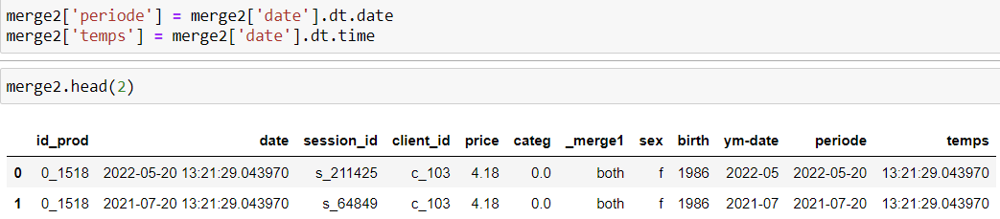 merge2['periode'] = merge2['date'].dt.date
merge2['temps'] = merge2['date'].dt.time
merge2.head(2)
id_prod date session_id client_id price categ _merge1 sex birth ym-date periode temps
0 0_1518 2022-05-20 13:21:29.043970 s_211425 c_103 4.18 0.0 both f 1986 2022-05 2022-05-20 13:21:29.043970
1 0_1518 2021-07-20 13:21:29.043970 s_64849 c_103 4.18 0.0 both f 1986 2021-07 2021-07-20 13:21:29.043970